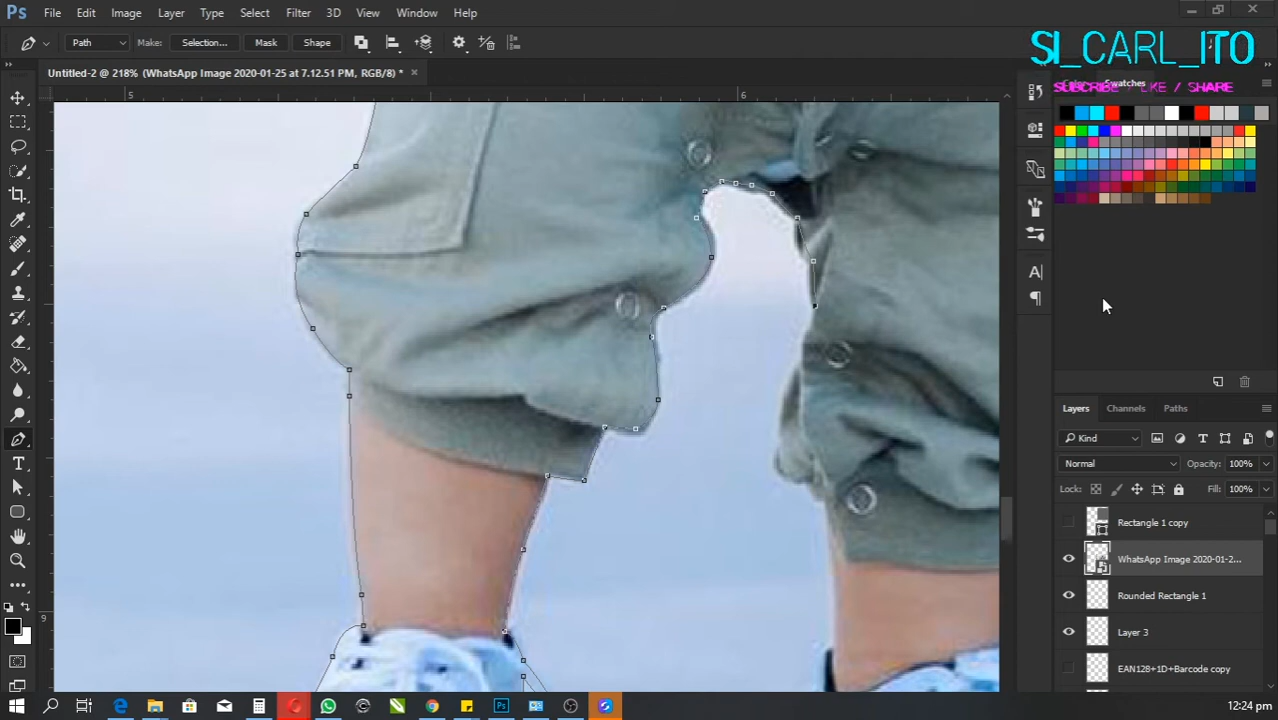 Ps File Edit Image Layer Type Select Filter 3D View Window Help
SI_CARL_ITO
Path Make: Selection... Mask Shape
Untitled-2 @ 218% (WhatsApp Image 2020-01-25 at 7.12.51 PM, RGB/8) * ×
Swatches
SUBCRIBE / LIKE / SHARE
5 6
9
Layers Channels Paths
Kind
Normal Opacity: 100%
Lock: Fill: 100%
Rectangle 1 copy
WhatsApp Image 2020-01-2...
Rounded Rectangle 1
Layer 3
EAN128+1D+Barcode copy
12:24 pm